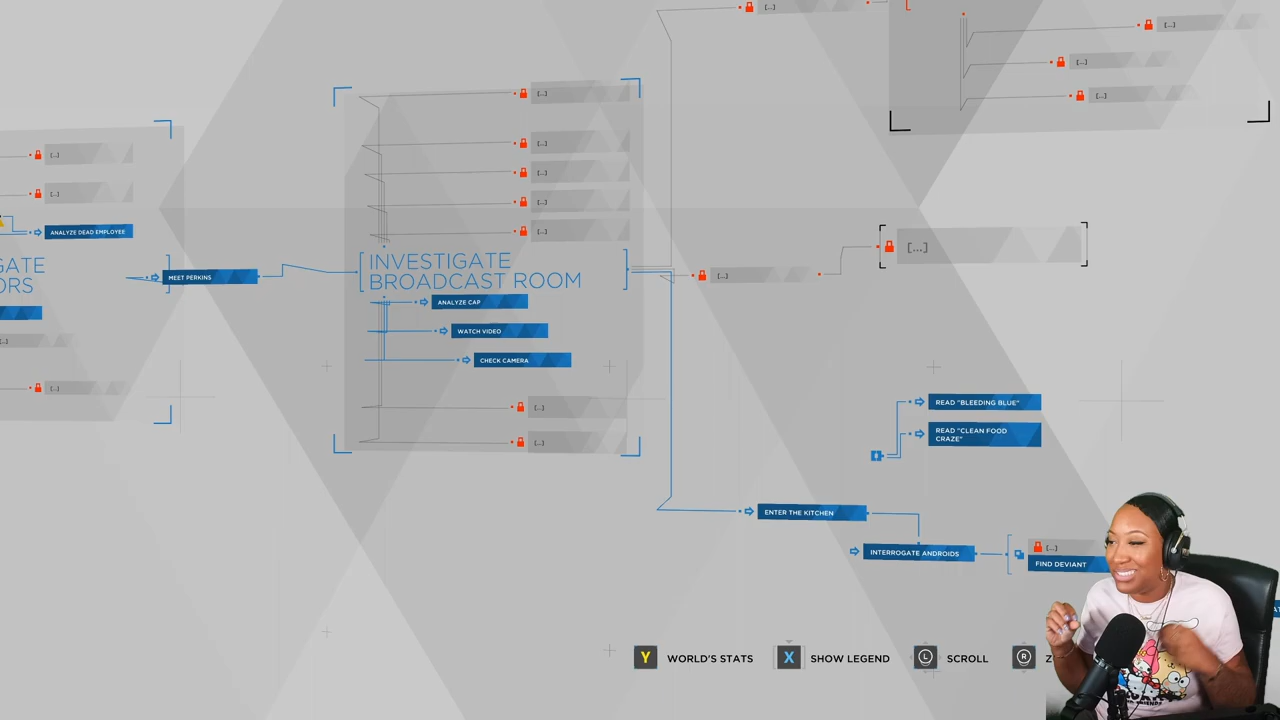 [...]
[...]
[...]
[...]
[...]
[...]
[...]
[...]
[...]
[...]
[...]
ANALYZE DEAD EMPLOYEE
GATE
ORS
MEET PERKINS
INVESTIGATE
BROADCAST ROOM
[...]
[...]
ANALYZE CAP
WATCH VIDEO
CHECK CAMERA
[...]
[...]
[...]
[...]
READ "BLEEDING BLUE"
READ "CLEAN FOOD
CRAZE"
ENTER THE KITCHEN
INTERROGATE ANDROIDS
[...]
FIND DEVIANT
Y WORLD'S STATS
X SHOW LEGEND
L SCROLL
R Z